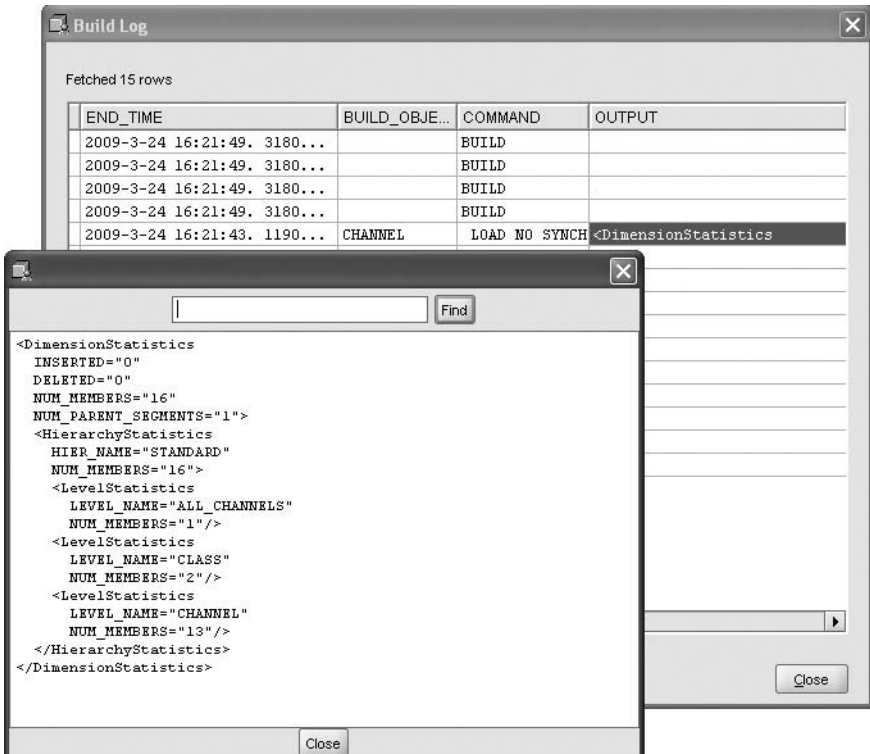 Build Log
Fetched 15 rows
END_TIME BUILD_OBJE... COMMAND OUTPUT
2009-3-24 16:21:49. 3180... BUILD
2009-3-24 16:21:49. 3180... BUILD
2009-3-24 16:21:49. 3180... BUILD
2009-3-24 16:21:49. 3180... BUILD
2009-3-24 16:21:43. 1190... CHANNEL LOAD NO SYNCH <DimensionStatistics
Find
<DimensionStatistics
INSERTED="0"
DELETED="0"
NUM_MEMBERS="16"
NUM_PARENT_SEGMENTS="1">
<HierarchyStatistics
HIER_NAME="STANDARD"
NUM_MEMBERS="16">
<LevelStatistics
LEVEL_NAME="ALL_CHANNELS"
NUM_MEMBERS="1"/>
<LevelStatistics
LEVEL_NAME="CLASS"
NUM_MEMBERS="2"/>
<LevelStatistics
LEVEL_NAME="CHANNEL"
NUM_MEMBERS="13"/>
</HierarchyStatistics>
</DimensionStatistics>
Close
Close